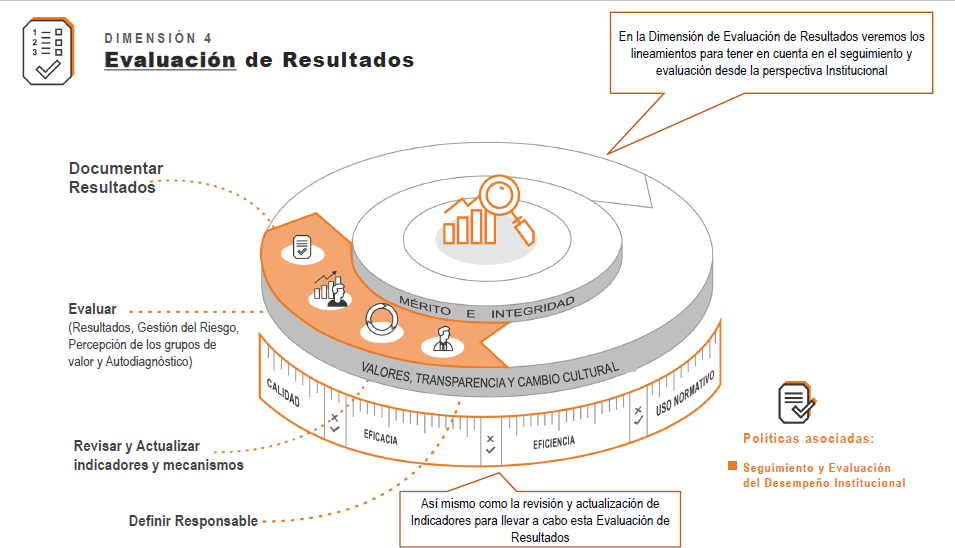 1
2
3
DIMENSIÓN 4
Evaluación de Resultados
En la Dimensión de Evaluación de Resultados veremos los
lineamientos para tener en cuenta en el seguimiento y
evaluación desde la perspectiva Institucional
Documentar
Resultados
Evaluar
(Resultados, Gestión del Riesgo,
Percepción de los grupos de
valor y Autodiagnóstico)
Revisar y Actualizar
indicadores y mecanismos
Definir Responsable
MÉRITO E INTEGRIDAD
VALORES, TRANSPARENCIA Y CAMBIO CULTURAL
CALIDAD
EFICACIA
EFICIENCIA
USO NORMATIVO
Así mismo como la revisión y actualización de
Indicadores para llevar a cabo esta Evaluación de
Resultados
Políticas asociadas:
Seguimiento y Evaluación
del Desempeño Institucional